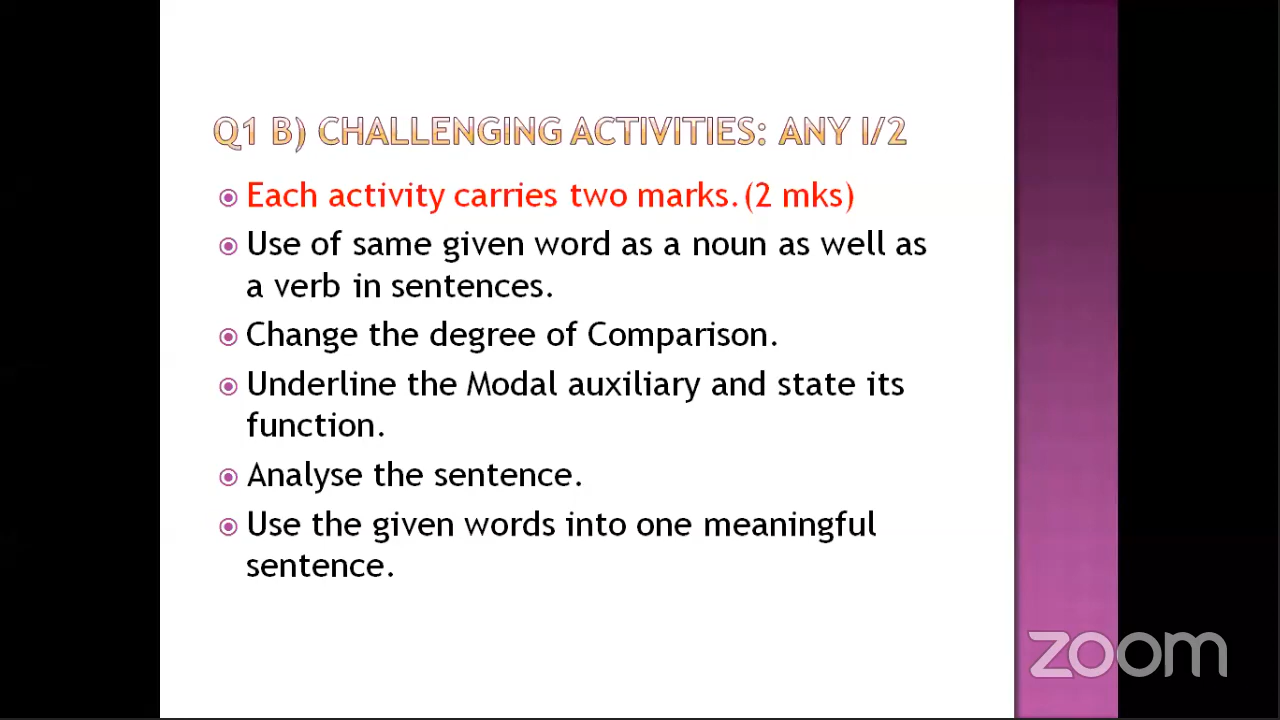 Q1 B) CHALLENGING ACTIVITIES: ANY 1/2
Each activity carries two marks. (2 mks)
Use of same given word as a noun as well as
a verb in sentences.
Change the degree of Comparison.
Underline the Modal auxiliary and state its
function.
Analyse the sentence.
Use the given words into one meaningful
sentence.
zoom